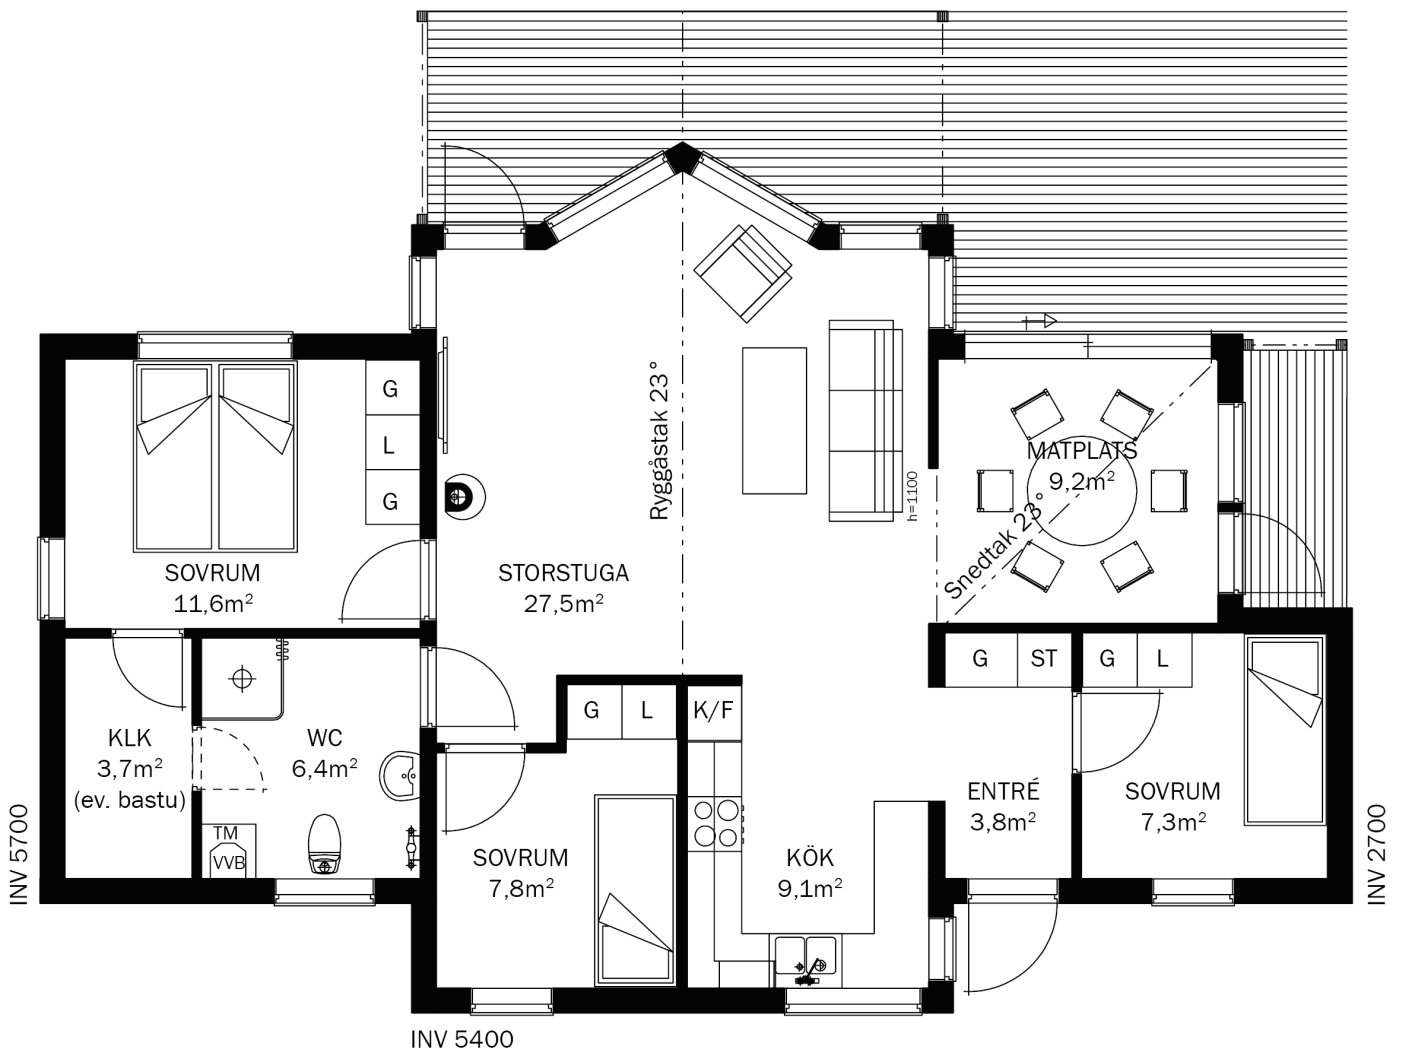 Ryggåstak 23°
h=1100
G
L
G
SOVRUM
11,6m²
STORSTUGA
27,5m²
MATPLATS
9,2m²
Snedtak 23°
G
ST
G
L
G
L
K/F
KLK
3,7m²
(ev. bastu)
WC
6,4m²
TM
VVB
SOVRUM
7,8m²
KÖK
9,1m²
ENTRÉ
3,8m²
SOVRUM
7,3m²
INV 5700
INV 5400
INV 2700